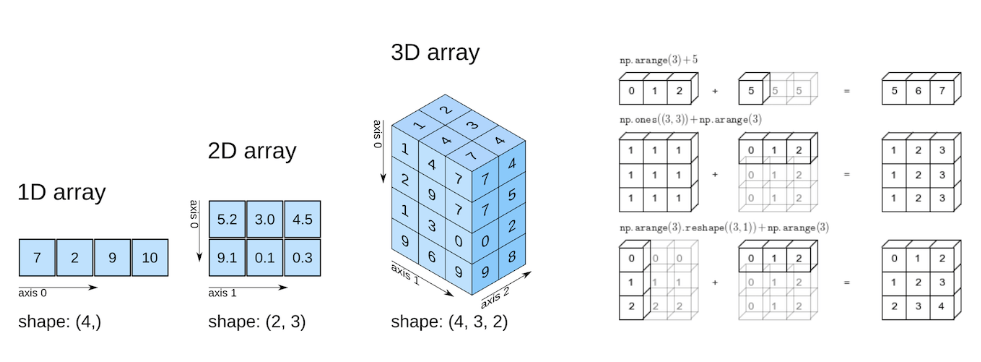 1D array
7 2 9 10
axis 0
shape: (4,)
2D array
axis 0
5.2 3.0 4.5
9.1 0.1 0.3
axis 1
shape: (2, 3)
3D array
axis 0
1 2
4 3
7 4
1 4 7 7 4
2 9 7 7 5
1 3 0 0 2
9 6 9 9 8
axis 1
axis 2
shape: (4, 3, 2)
np.arange(3)+5
0 1 2 + 5 5 5 = 5 6 7
np.ones((3, 3))+np.arange(3)
1 1 1 0 1 2 1 2 3
1 1 1 + 0 1 2 = 1 2 3
1 1 1 0 1 2 1 2 3
np.arange(3).reshape((3, 1))+np.arange(3)
0 0 0 0 1 2 0 1 2
1 1 1 + 0 1 2 = 1 2 3
2 2 2 0 1 2 2 3 4